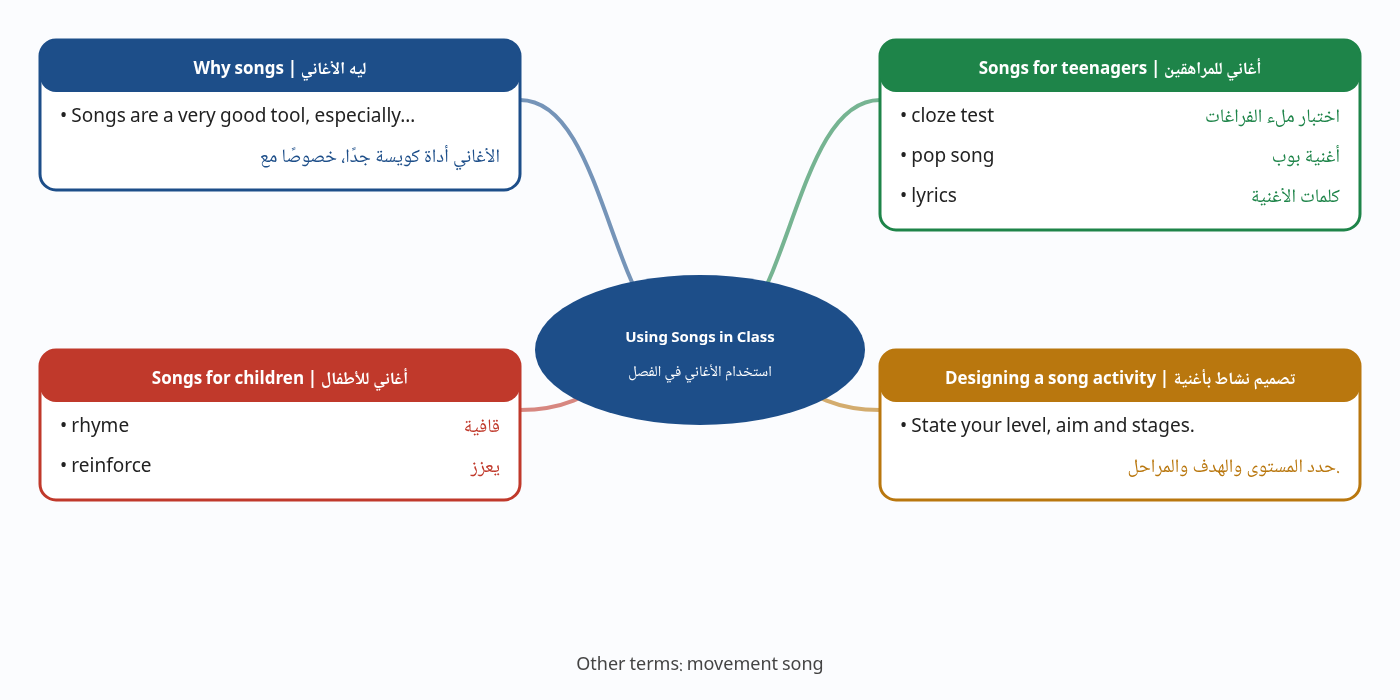 Why songs | ليه الأغاني
• Songs are a very good tool, especially...
الأغاني أداة كويسة جدًا، خصوصًا مع
Songs for teenagers | أغاني للمراهقين
• cloze test اختبار ملء الفراغات
• pop song أغنية بوب
• lyrics كلمات الأغنية
Using Songs in Class
استخدام الأغاني في الفصل
Songs for children | أغاني للأطفال
• rhyme قافية
• reinforce يعزز
Designing a song activity | تصميم نشاط بأغنية
• State your level, aim and stages.
حدد المستوى والهدف والمراحل.
Other terms: movement song